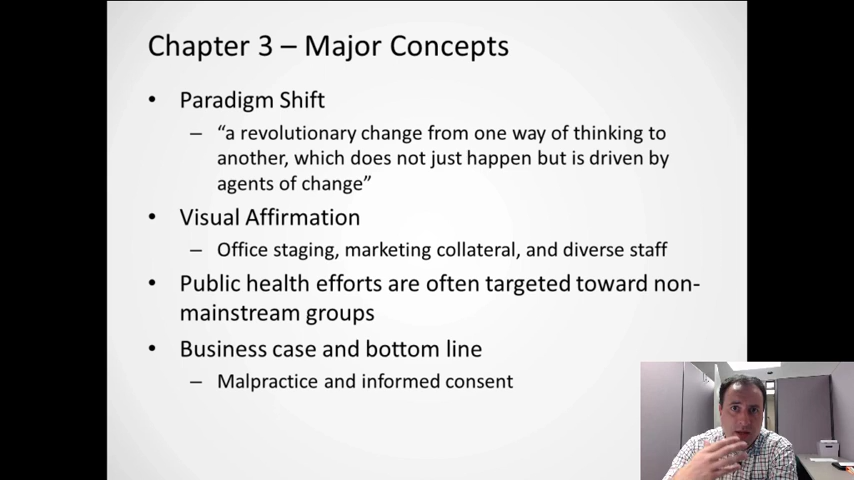 Chapter 3 – Major Concepts
• Paradigm Shift
– “a revolutionary change from one way of thinking to
another, which does not just happen but is driven by
agents of change”
• Visual Affirmation
– Office staging, marketing collateral, and diverse staff
• Public health efforts are often targeted toward non-
mainstream groups
• Business case and bottom line
– Malpractice and informed consent